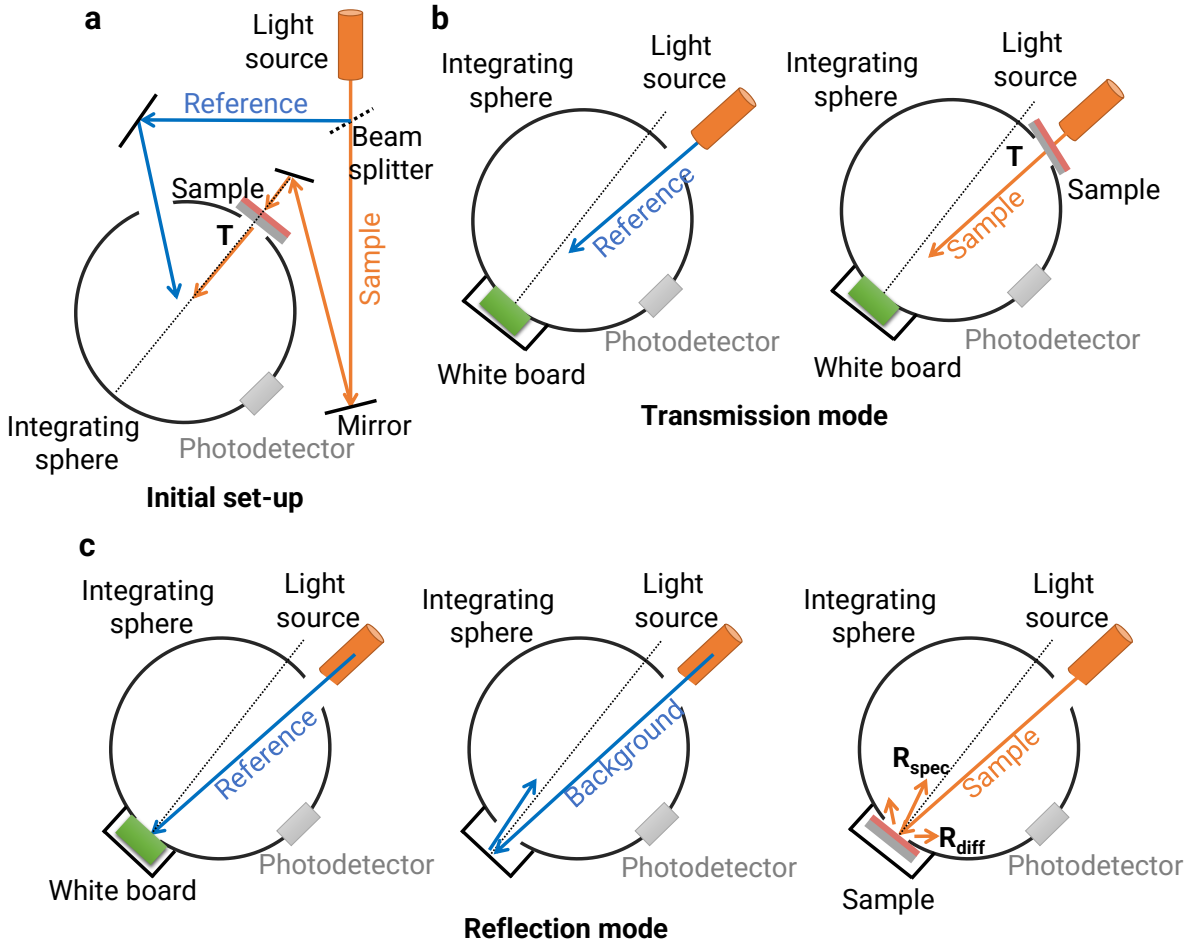 a
Light
source
Reference
Beam
splitter
Sample
T
Sample
Integrating
sphere
Photodetector
Mirror
Initial set-up
b
Integrating
sphere
Light
source
Reference
Photodetector
White board
Integrating
sphere
Light
source
T
Sample
Sample
Photodetector
White board
Transmission mode
c
Integrating
sphere
Light
source
Reference
Photodetector
White board
Integrating
sphere
Light
source
Background
Photodetector
Integrating
sphere
Light
source
Rspec
Sample
Rdiff
Photodetector
Sample
Reflection mode